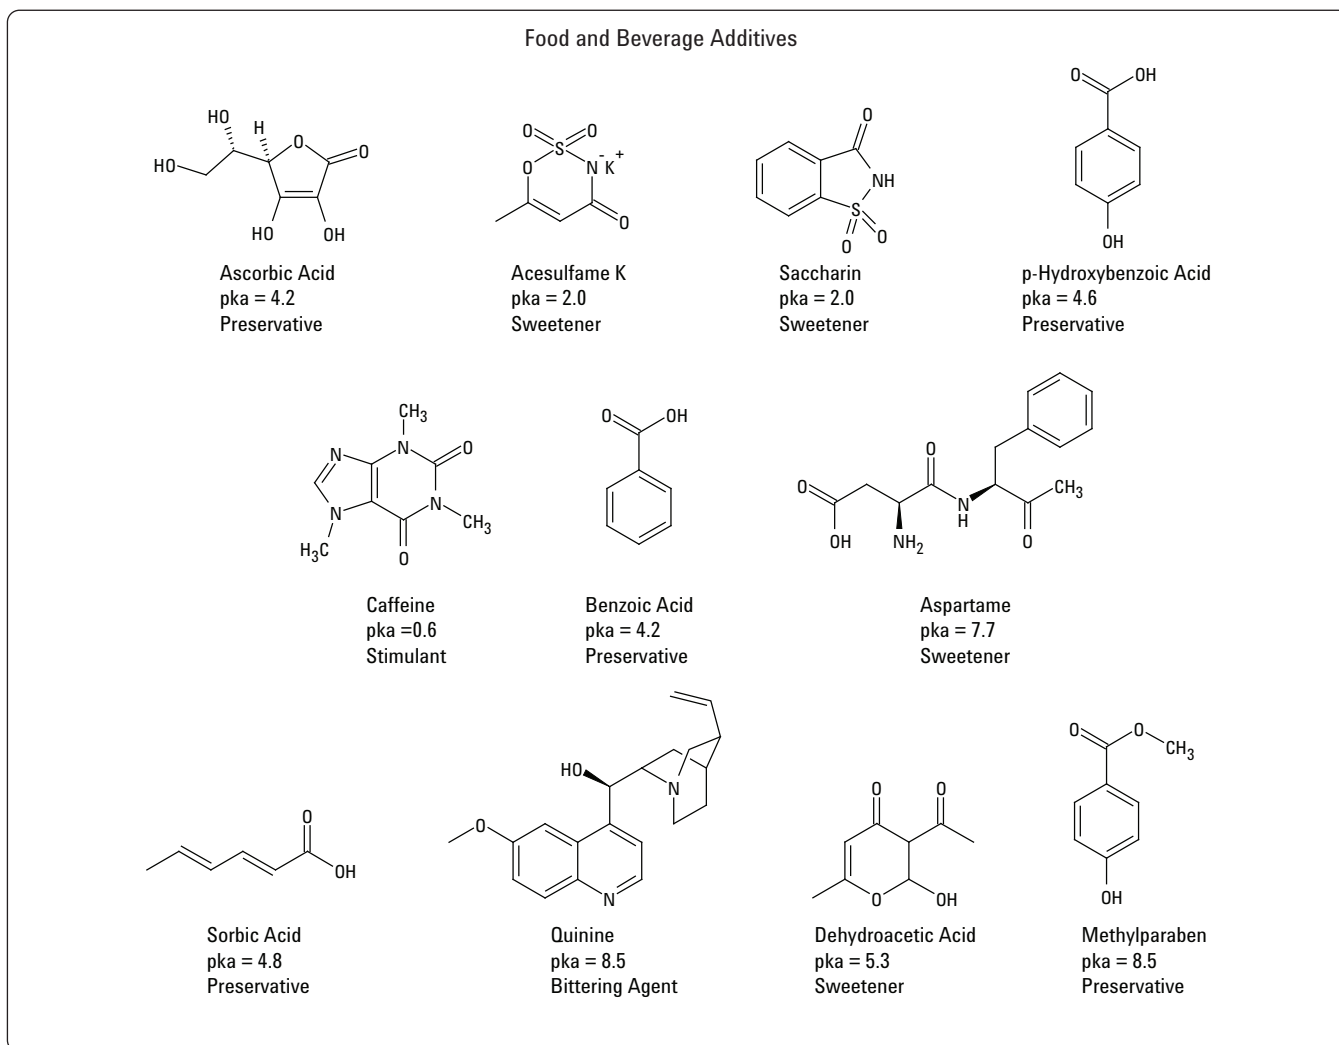 Food and Beverage Additives
HO
H
HO
O
O
HO
OH
Ascorbic Acid
pka = 4.2
Preservative
O
O
S
O
N
-
K
+
O
Acesulfame K
pka = 2.0
Sweetener
O
NH
S
O
O
Saccharin
pka = 2.0
Sweetener
O
OH
OH
p-Hydroxybenzoic Acid
pka = 4.6
Preservative
CH3
N
N
O
N
N
CH3
H3C
O
Caffeine
pka =0.6
Stimulant
O
OH
Benzoic Acid
pka = 4.2
Preservative
O
O
CH3
N
H
OH
NH2
O
Aspartame
pka = 7.7
Sweetener
O
OH
Sorbic Acid
pka = 4.8
Preservative
HO
N
O
N
Quinine
pka = 8.5
Bittering Agent
O
O
O
OH
Dehydroacetic Acid
pka = 5.3
Sweetener
O
O
CH3
OH
Methylparaben
pka = 8.5
Preservative